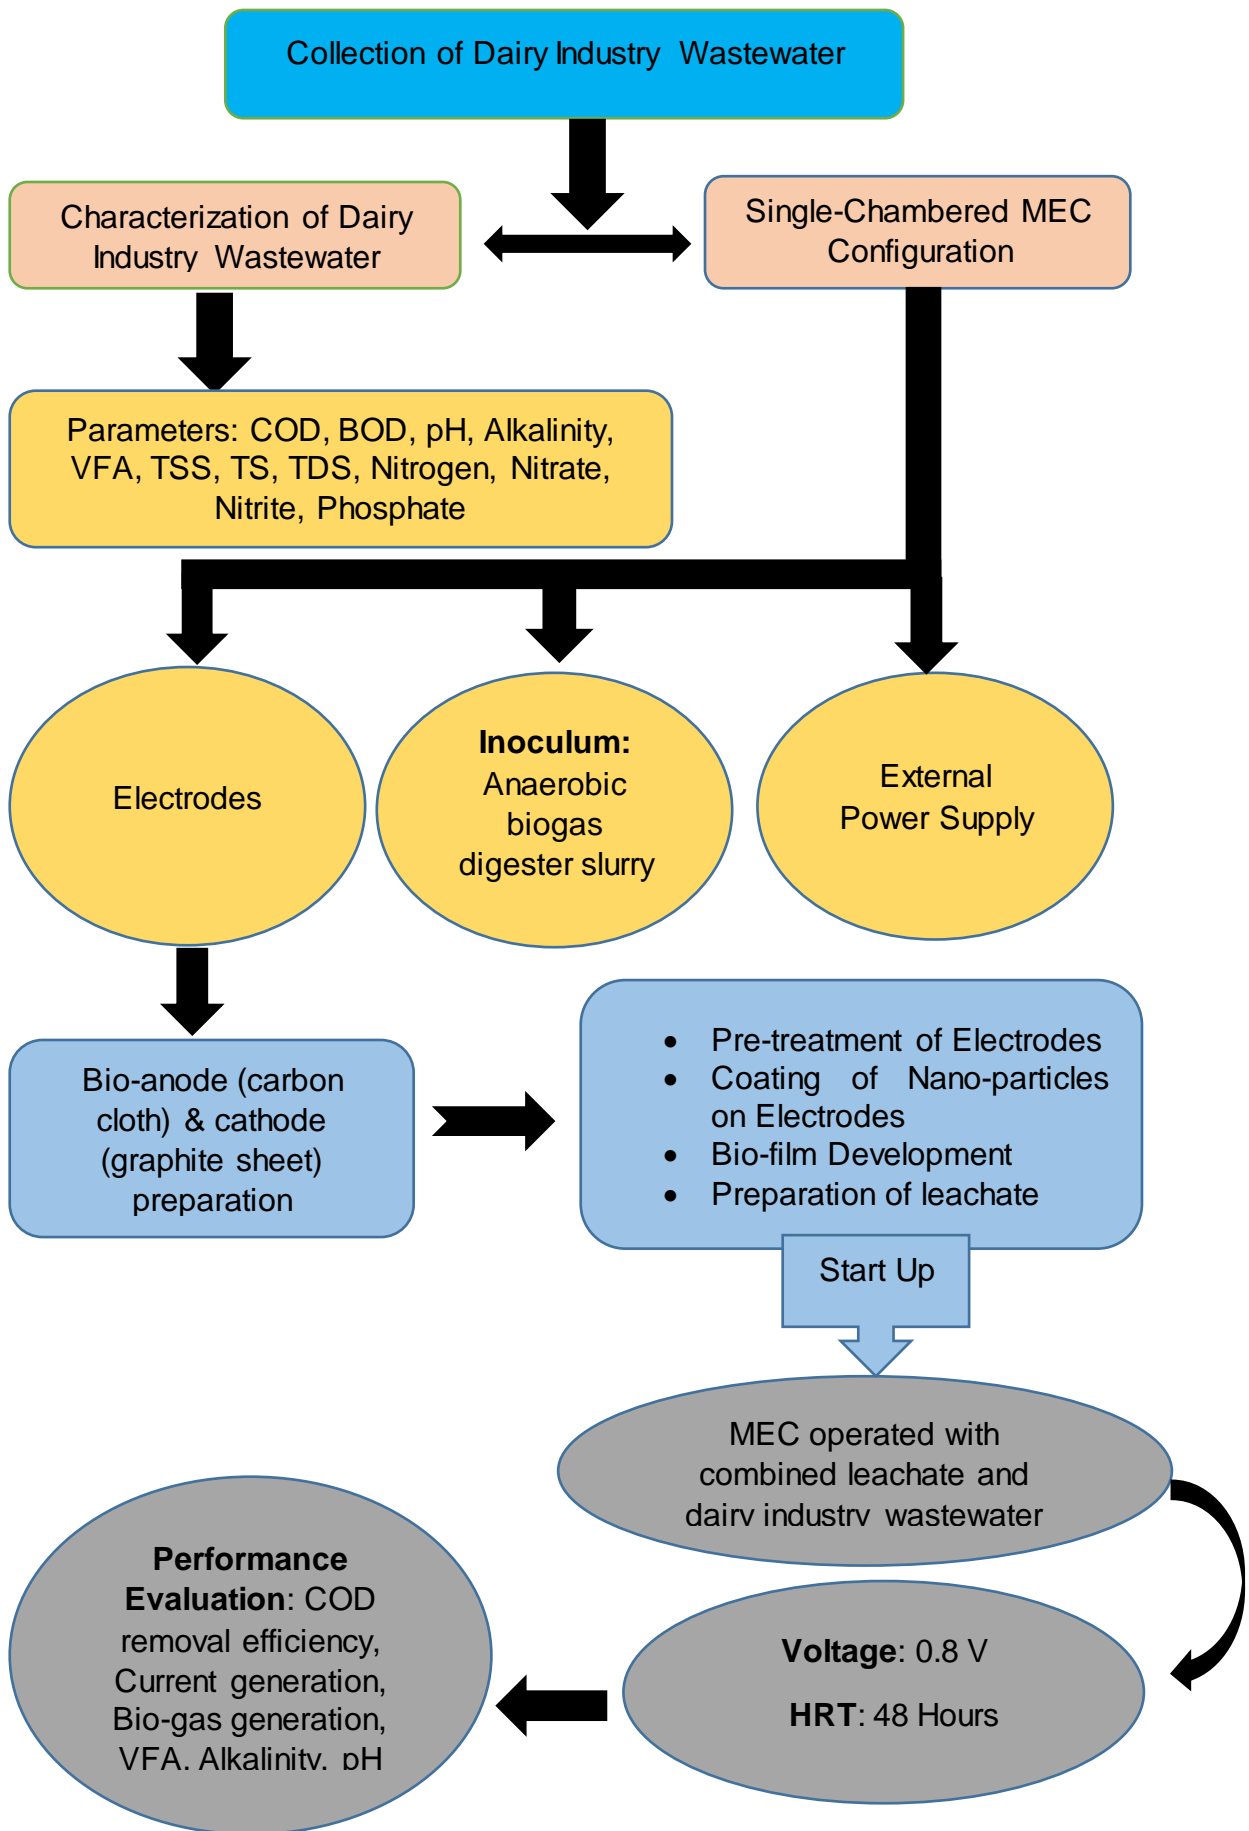 Collection of Dairy Industry Wastewater
Characterization of Dairy
Industry Wastewater
Single-Chambered MEC
Configuration
Parameters: COD, BOD, pH, Alkalinity,
VFA, TSS, TS, TDS, Nitrogen, Nitrate,
Nitrite, Phosphate
Electrodes
Inoculum:
Anaerobic
biogas
digester slurry
External
Power Supply
Bio-anode (carbon
cloth) & cathode
(graphite sheet)
preparation
• Pre-treatment of Electrodes
• Coating of Nano-particles
on Electrodes
• Bio-film Development
• Preparation of leachate
Start Up
MEC operated with
combined leachate and
dairy industry wastewater
Voltage: 0.8 V
HRT: 48 Hours
Performance
Evaluation: COD
removal efficiency,
Current generation,
Bio-gas generation,
VFA, Alkalinity, pH